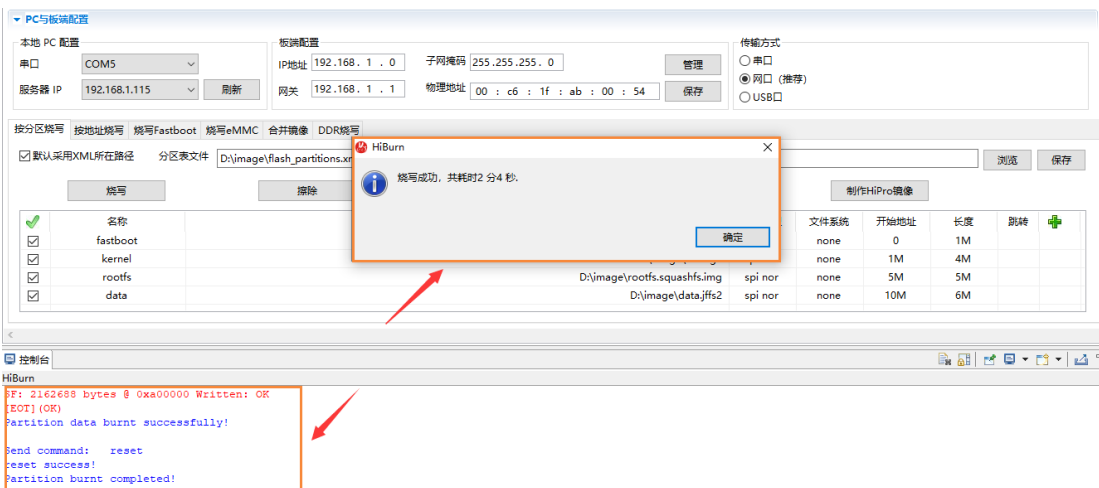 PC与板端配置
本地 PC 配置 板端配置 传输方式
串口 COM5 IP地址 192.168. 1 . 0 子网掩码 255.255.255. 0 管理 串口
网口（推荐）
服务器 IP 192.168.1.115 刷新 网关 192.168. 1 . 1 物理地址 00 : c6 : 1f : ab : 00 : 54 保存 USB口
按分区烧写 按地址烧写 烧写Fastboot 烧写eMMC 合并镜像 DDR烧写
HiBurn
默认采用XML所在路径 分区表文件 D:\image\flash_partitions.xm 浏览 保存
烧写成功，共耗时2 分4 秒.
烧写 擦除 制作HiPro镜像
名称 文件系统 开始地址 长度 跳转
确定
fastboot none 0 1M
kernel none 1M 4M
rootfs D:\image\rootfs.squashfs.img spi nor none 5M 5M
data D:\image\data.jffs2 spi nor none 10M 6M
控制台
HiBurn
SF: 2162688 bytes @ 0xa00000 Written: OK
[EOT](OK)
Partition data burnt successfully!
Send command: reset
reset success!
Partition burnt completed!